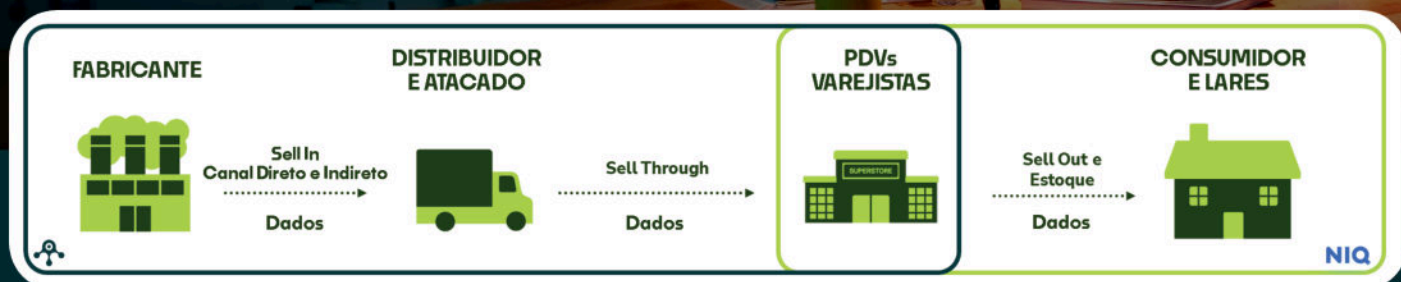 FABRICANTE
Sell In
Canal Direto e Indireto
Dados
DISTRIBUIDOR
E ATACADO
Sell Through
Dados
PDVs
VAREJISTAS
SUPERSTORE
Sell Out e
Estoque
Dados
CONSUMIDOR
E LARES
NIQ